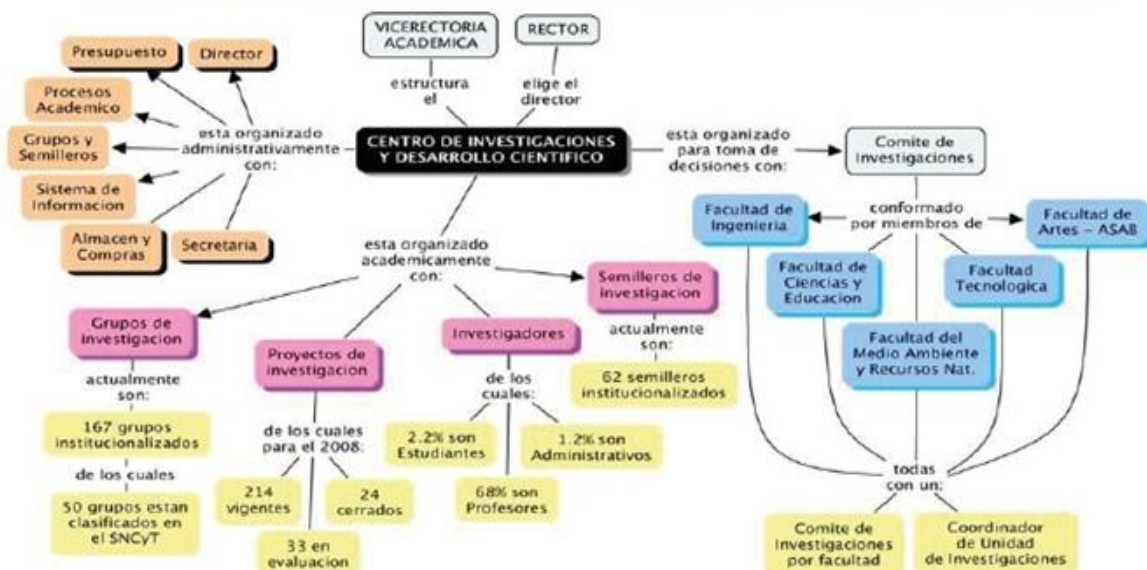 VICERECTORIA
ACADEMICA
RECTOR
estructura
el
elige el
director
CENTRO DE INVESTIGACIONES
Y DESARROLLO CIENTIFICO
esta organizado
administrativamente
con:
Presupuesto
Director
Procesos
Academico
Grupos y
Semilleros
Sistema de
Informacion
Almacen y
Compras
Secretaria
esta organizado
para toma de
decisiones con:
Comite de
Investigaciones
conformado
por miembros de
Facultad de
Ingenieria
Facultad de
Artes - ASAB
Facultad de
Ciencias y
Educacion
Facultad
Tecnologica
Facultad del
Medio Ambiente
y Recursos Nat.
todas
con un:
Comite de
Investigaciones
por facultad
Coordinador
de Unidad
de Investigaciones
esta organizado
academicamente
con:
Grupos de
investigacion
actualmente
son:
167 grupos
institucionalizados
de los cuales
50 grupos estan
clasificados en
el SNCyT
Proyectos de
investigacion
de los cuales
para el 2008:
214
vigentes
33 en
evaluacion
24
cerrados
Investigadores
de los
cuales:
2.2% son
Estudiantes
68% son
Profesores
1.2% son
Administrativos
Semilleros de
investigacion
actualmente
son:
62 semilleros
institucionalizados